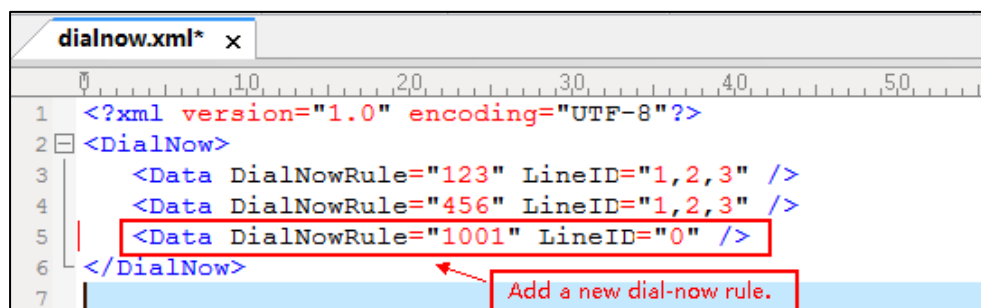 dialnow.xml* x
0 10 20 30 40 50
1 <?xml version="1.0" encoding="UTF-8"?>
2 <DialNow>
3 <Data DialNowRule="123" LineID="1,2,3" />
4 <Data DialNowRule="456" LineID="1,2,3" />
5 <Data DialNowRule="1001" LineID="0" />
6 </DialNow>
7
Add a new dial-now rule.